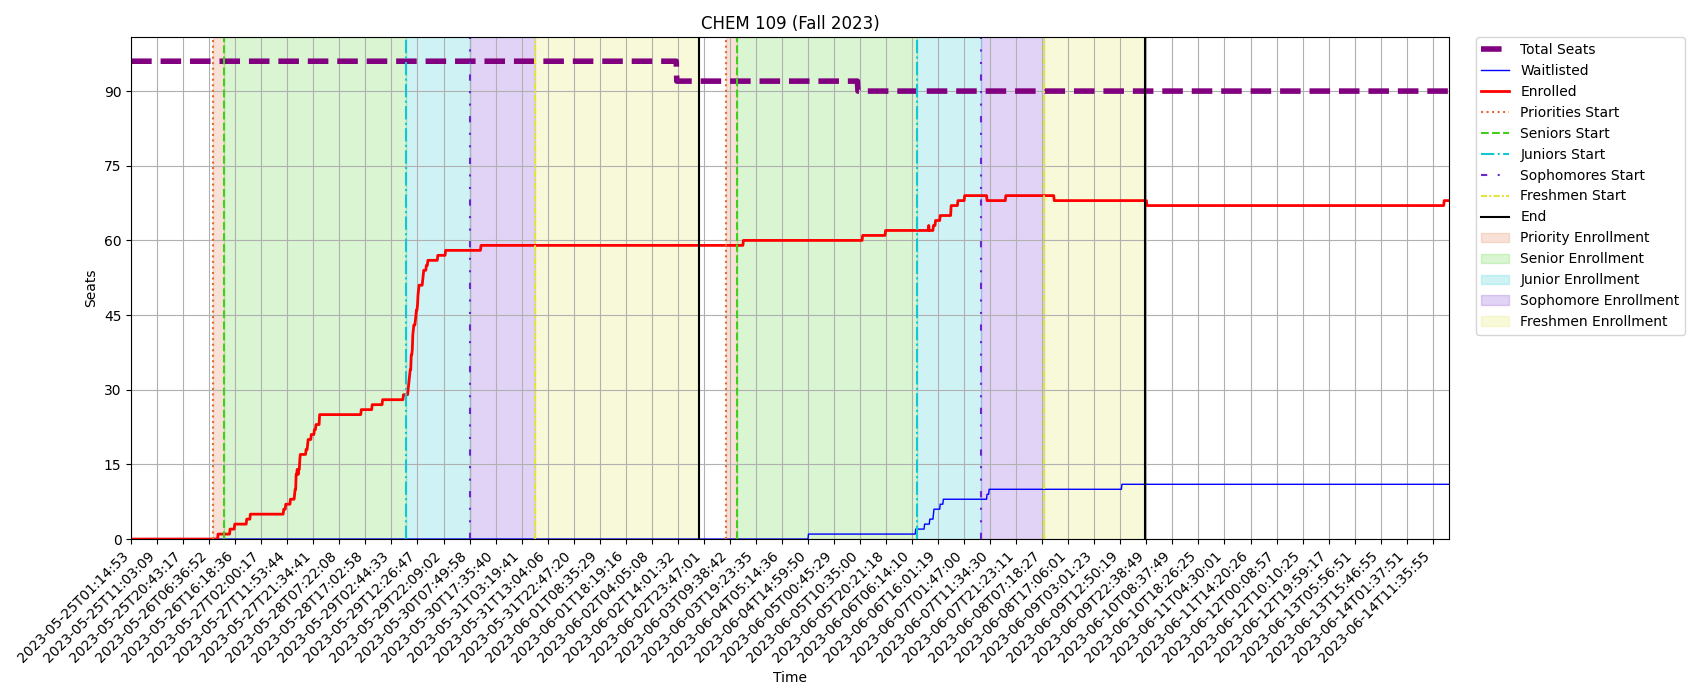 CHEM 109 (Fall 2023)
Total Seats
Waitlisted
Enrolled
Priorities Start
Seniors Start
Juniors Start
Sophomores Start
Freshmen Start
End
Priority Enrollment
Senior Enrollment
Junior Enrollment
Sophomore Enrollment
Freshmen Enrollment
Seats
90
75
60
45
30
15
0
2023-05-25T01:14:53
2023-05-25T11:03:09
2023-05-25T20:43:17
2023-05-26T06:36:52
2023-05-26T16:18:36
2023-05-27T02:00:17
2023-05-27T11:53:44
2023-05-27T21:34:41
2023-05-28T07:22:08
2023-05-28T17:02:58
2023-05-29T02:44:33
2023-05-29T12:26:47
2023-05-29T22:09:02
2023-05-30T07:49:58
2023-05-30T17:35:40
2023-05-31T03:19:41
2023-05-31T13:04:06
2023-05-31T22:47:20
2023-06-01T08:35:29
2023-06-01T18:19:16
2023-06-02T04:05:08
2023-06-02T14:01:32
2023-06-02T23:47:01
2023-06-03T09:38:42
2023-06-03T19:23:35
2023-06-04T05:14:36
2023-06-04T14:59:50
2023-06-05T00:45:29
2023-06-05T10:35:00
2023-06-05T20:21:18
2023-06-06T06:14:10
2023-06-06T16:01:19
2023-06-07T01:47:00
2023-06-07T11:34:30
2023-06-07T21:23:11
2023-06-08T07:18:27
2023-06-08T17:06:01
2023-06-09T03:01:23
2023-06-09T12:50:19
2023-06-09T22:38:49
2023-06-10T08:37:49
2023-06-10T18:26:25
2023-06-11T04:30:01
2023-06-11T14:20:26
2023-06-12T00:08:57
2023-06-12T10:10:25
2023-06-12T19:59:17
2023-06-13T05:56:51
2023-06-13T15:46:55
2023-06-14T01:37:51
2023-06-14T11:35:55
Time